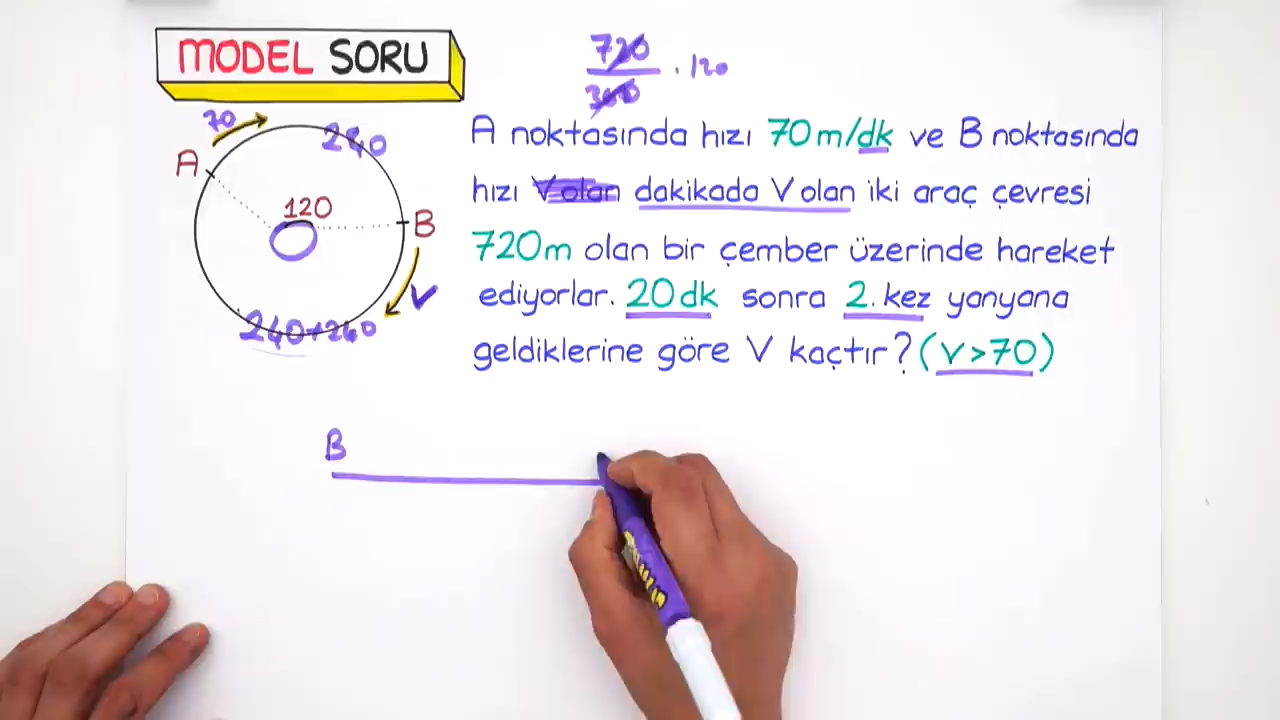 MODEL SORU
720
360 . 120
70
240
A
120
B
V
240+240
A noktasında hızı 70m/dk ve B noktasında
hızı V olan dakikada V olan iki araç çevresi
720m olan bir çember üzerinde hareket
ediyorlar. 20dk sonra 2. kez yanyana
geldiklerine göre V kaçtır? (v>70)
B